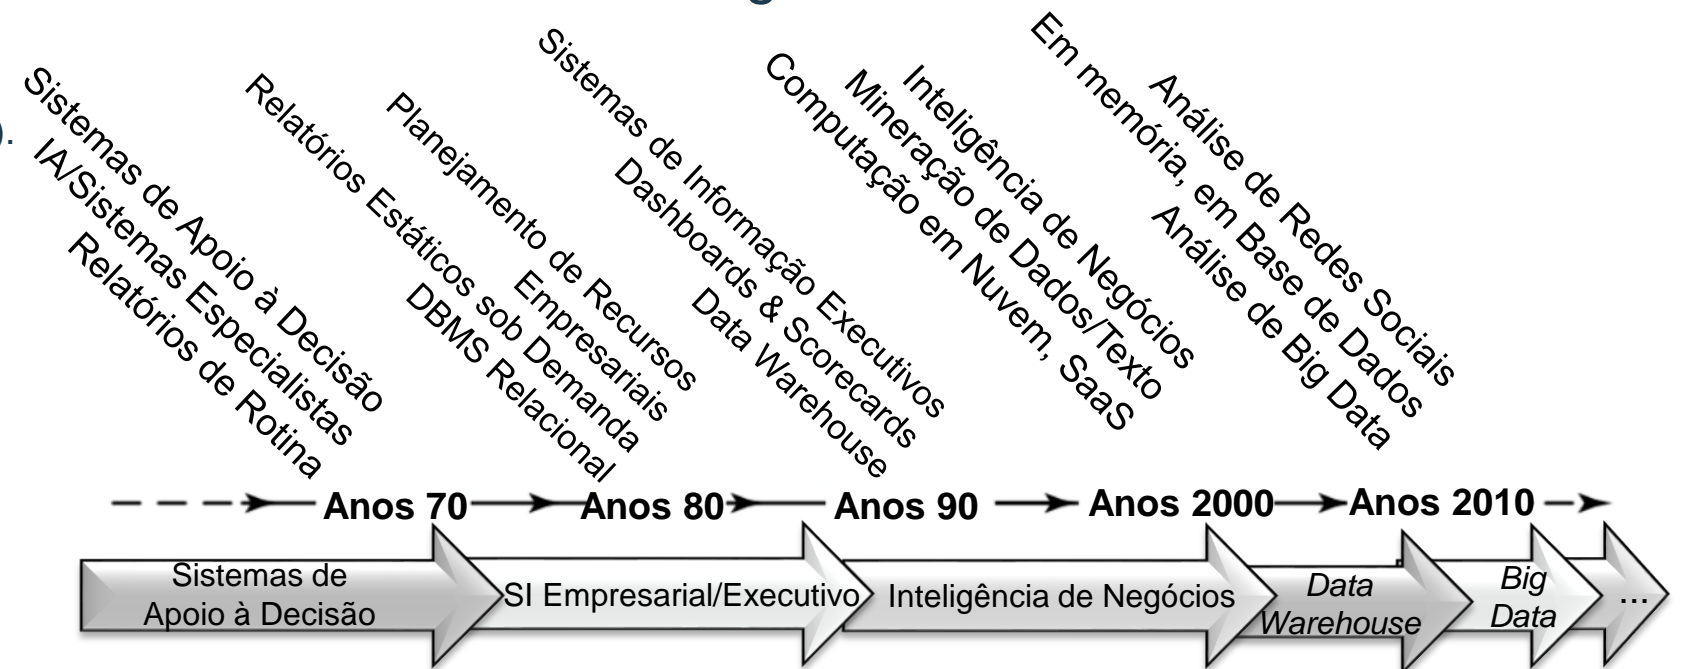 Sistemas de Apoio à Decisão
IA/Sistemas Especialistas
Relatórios de Rotina
Planejamento de Recursos
Empresariais
Relatórios Estáticos sob Demanda
DBMS Relacional
Sistemas de Informação Executivos
Dashboards & Scorecards
Data Warehouse
Inteligência de Negócios
Mineração de Dados/Texto
Computação em Nuvem, SaaS
Análise de Redes Sociais
Em memória, em Base de Dados
Análise de Big Data
Anos 70
Anos 80
Anos 90
Anos 2000
Anos 2010
Sistemas de
Apoio à Decisão
SI Empresarial/Executivo
Inteligência de Negócios
Data
Warehouse
Big
Data
...